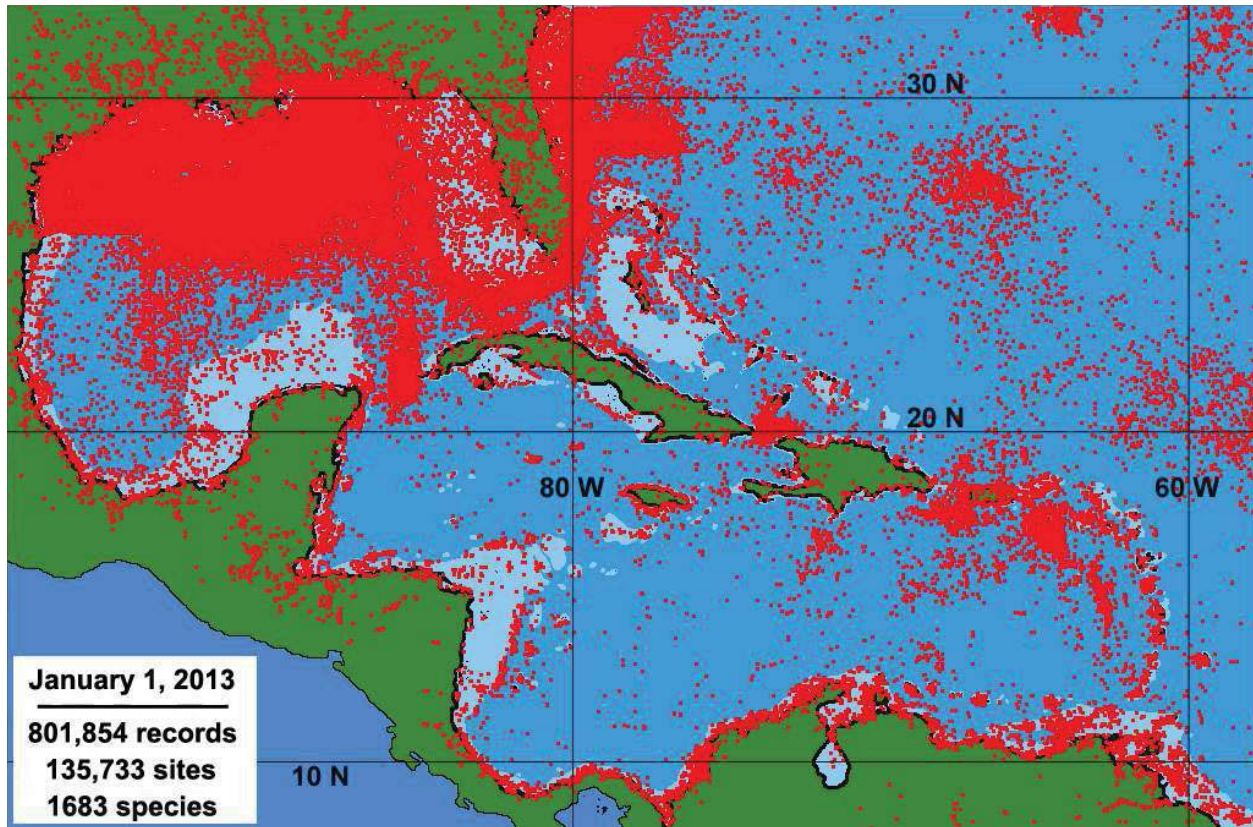 30 N
20 N
80 W
60 W
10 N
January 1, 2013
801,854 records
135,733 sites
1683 species